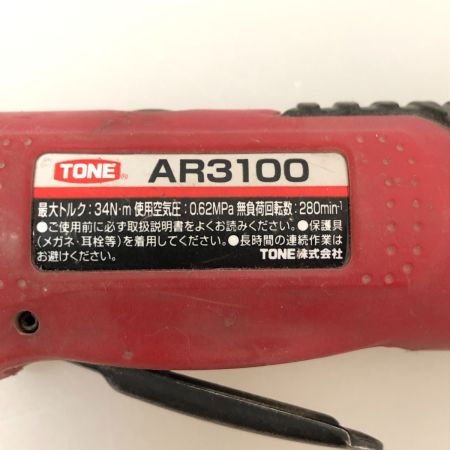 TONE® AR3100
最大トルク:34N·m 使用空気圧:0.62MPa 無負荷回転数:280min⁻¹
●ご使用前に必ず取扱説明書をよくお読みください。●保護具
(メガネ・耳栓等)を着用してください。●長時間の連続作業は
お避けください。 TONE株式会社